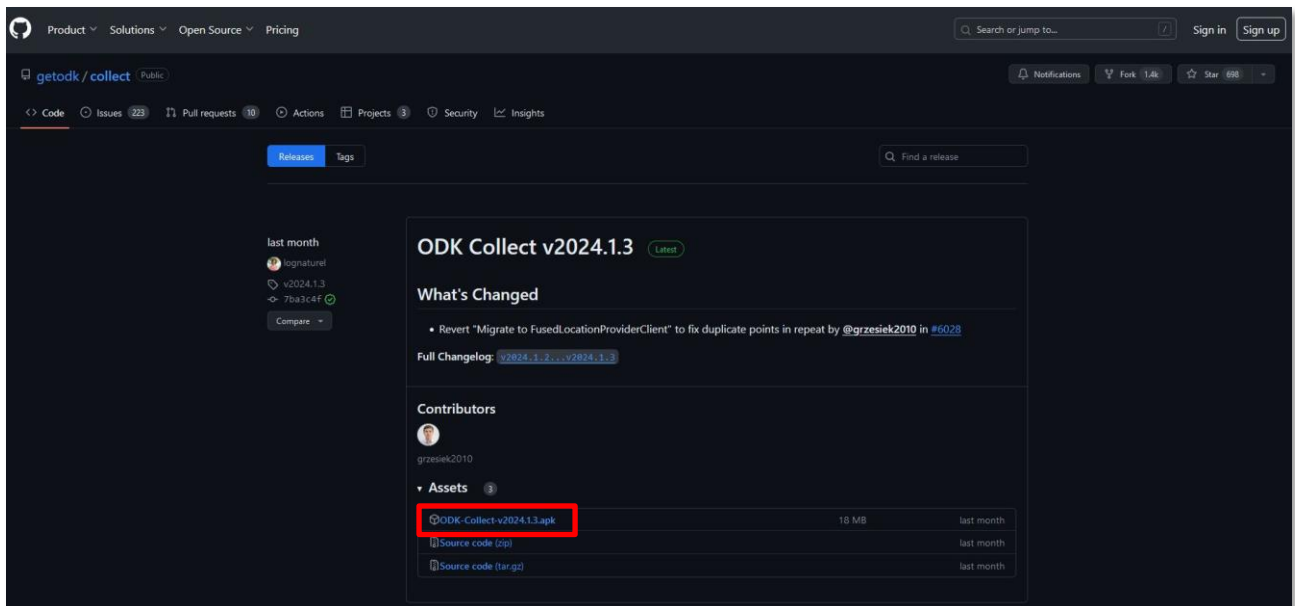 Product Solutions Open Source Pricing Search or jump to... / Sign in Sign up
getodk / collect Public Notifications Fork 1.4k Star 698
<> Code Issues 223 Pull requests 10 Actions Projects 3 Security Insights
Releases Tags Find a release
last month
lognaturel
v2024.1.3
7ba3c4f
Compare
ODK Collect v2024.1.3 Latest
What's Changed
• Revert "Migrate to FusedLocationProviderClient" to fix duplicate points in repeat by @grzesiek2010 in #6028
Full Changelog: v2024.1.2...v2024.1.3
Contributors
grzesiek2010
Assets 3
ODK-Collect-v2024.1.3.apk 18 MB last month
Source code (zip) last month
Source code (tar.gz) last month